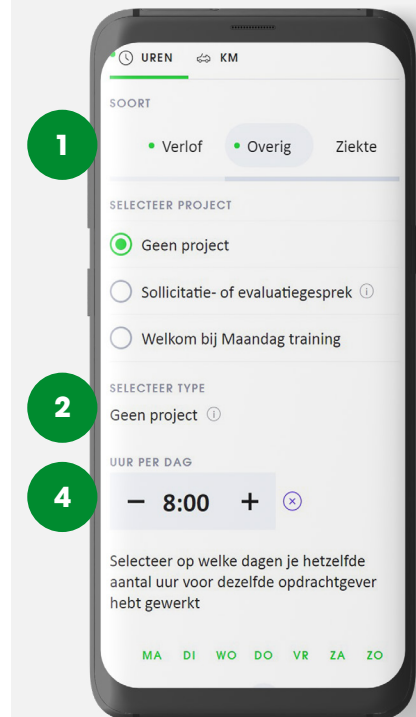 UREN KM
SOORT
1
Verlof Overig Ziekte
SELECTEER PROJECT
Geen project
Sollicitatie- of evaluatiegesprek i
Welkom bij Maandag training
SELECTEER TYPE
2
Geen project i
UUR PER DAG
4
− 8:00 +
Selecteer op welke dagen je hetzelfde
aantal uur voor dezelfde opdrachtgever
hebt gewerkt
MA DI WO DO VR ZA ZO